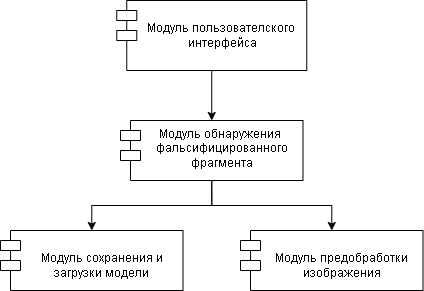 Модуль пользователского
интерфейса
Модуль обнаружения
фальсифицированного
фрагмента
Модуль сохранения и
загрузки модели
Модуль предобработки
изображения